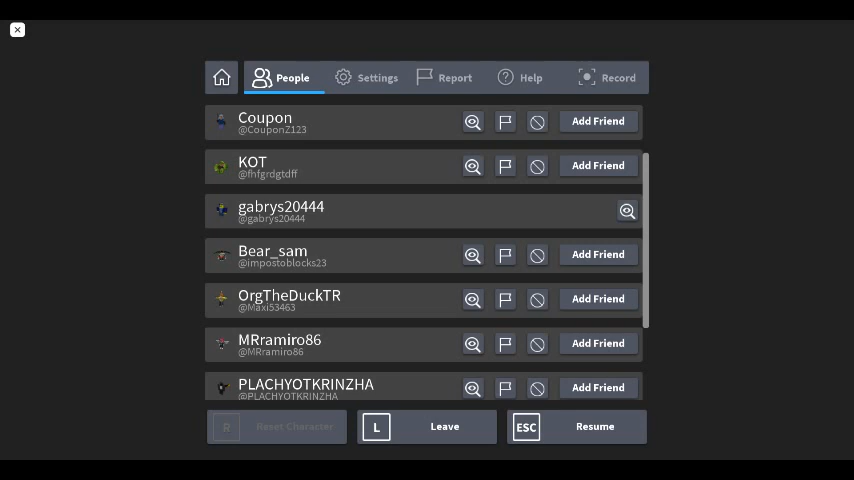 People
Settings
Report
Help
Record
Coupon
@CouponZ123
Add Friend
KOT
@fhfgrdgtdff
Add Friend
gabrys20444
@gabrys20444
Bear_sam
@impostoblocks23
Add Friend
OrgTheDuckTR
@Maxi53463
Add Friend
MRramiro86
@MRramiro86
Add Friend
PLACHYOTKRINZHA
@PLACHYOTKRINZHA
Add Friend
R Reset Character
L Leave
ESC Resume